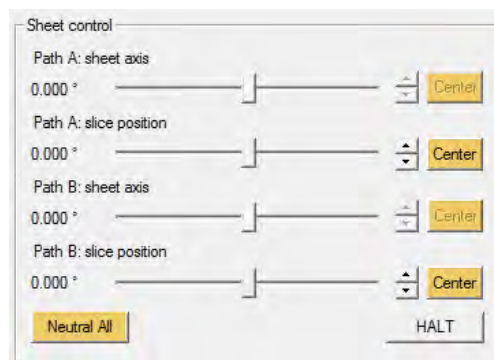 Sheet control
Path A: sheet axis
0.000 ° Center
Path A: slice position
0.000 ° Center
Path B: sheet axis
0.000 ° Center
Path B: slice position
0.000 ° Center
Neutral All HALT